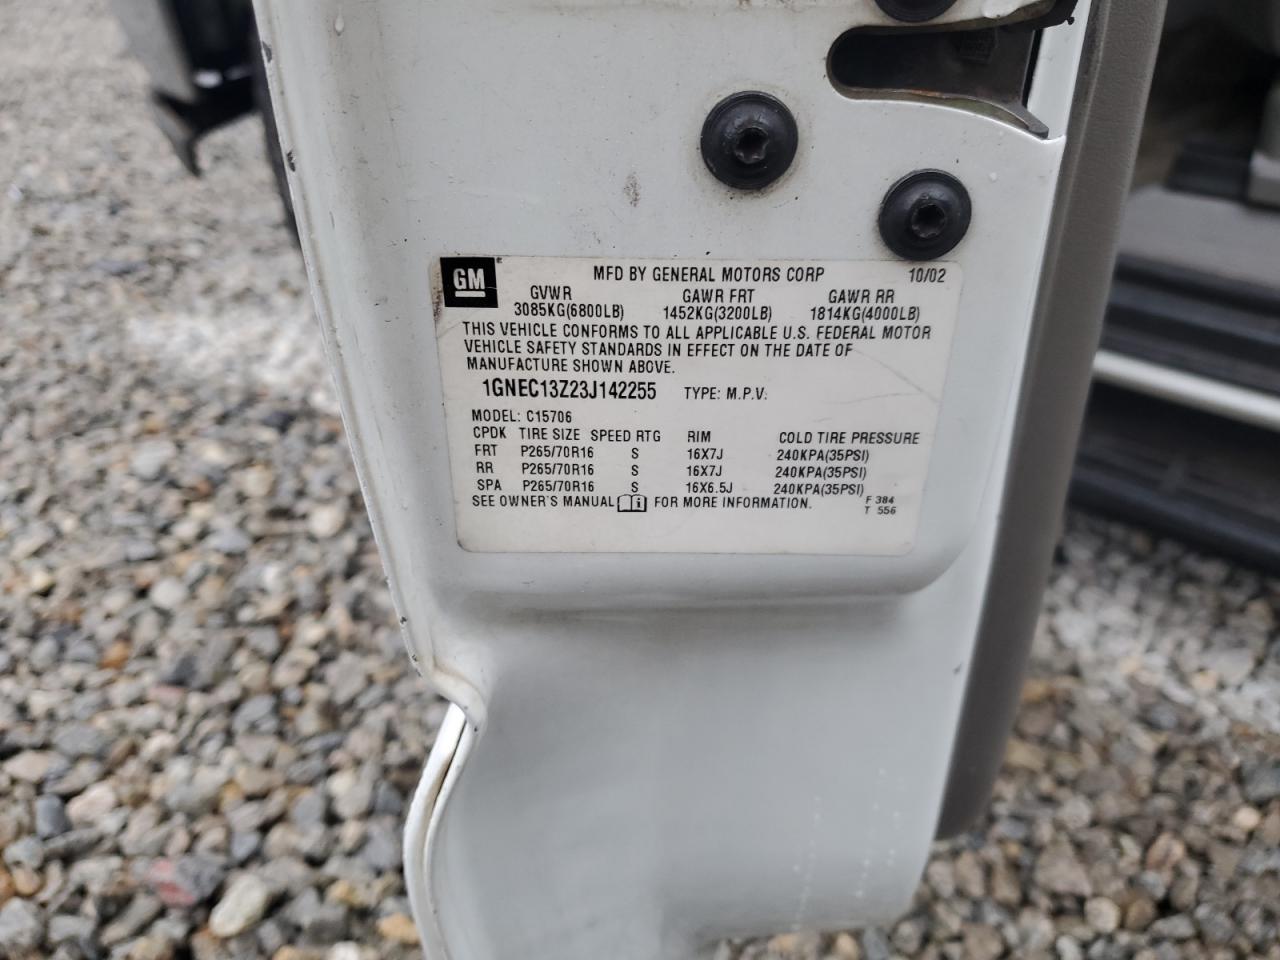 GM MFD BY GENERAL MOTORS CORP 10/02
GVWR GAWR FRT GAWR RR
3085KG(6800LB) 1452KG(3200LB) 1814KG(4000LB)
THIS VEHICLE CONFORMS TO ALL APPLICABLE U.S. FEDERAL MOTOR
VEHICLE SAFETY STANDARDS IN EFFECT ON THE DATE OF
MANUFACTURE SHOWN ABOVE.
1GNEC13Z23J142255 TYPE: M.P.V.
MODEL: C15706
CPDK TIRE SIZE SPEED RTG RIM COLD TIRE PRESSURE
FRT P265/70R16 S 16X7J 240KPA(35PSI)
RR P265/70R16 S 16X7J 240KPA(35PSI)
SPA P265/70R16 S 16X6.5J 240KPA(35PSI)
SEE OWNER'S MANUAL i FOR MORE INFORMATION. F 384
T 556